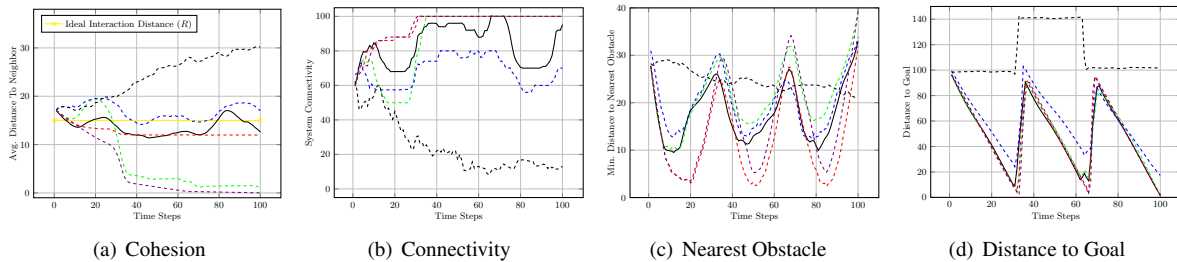 Ideal Interaction Distance (R)
Avg. Distance To Neighbor
30
20
10
0
0 20 40 60 80 100
Time Steps
(a) Cohesion
System Connectivity
100
80
60
40
20
0
0 20 40 60 80 100
Time Steps
(b) Connectivity
Min. Distance to Nearest Obstacle
40
30
20
10
0
0 20 40 60 80 100
Time Steps
(c) Nearest Obstacle
Distance to Goal
140
120
100
80
60
40
20
0
0 20 40 60 80 100
Time Steps
(d) Distance to Goal